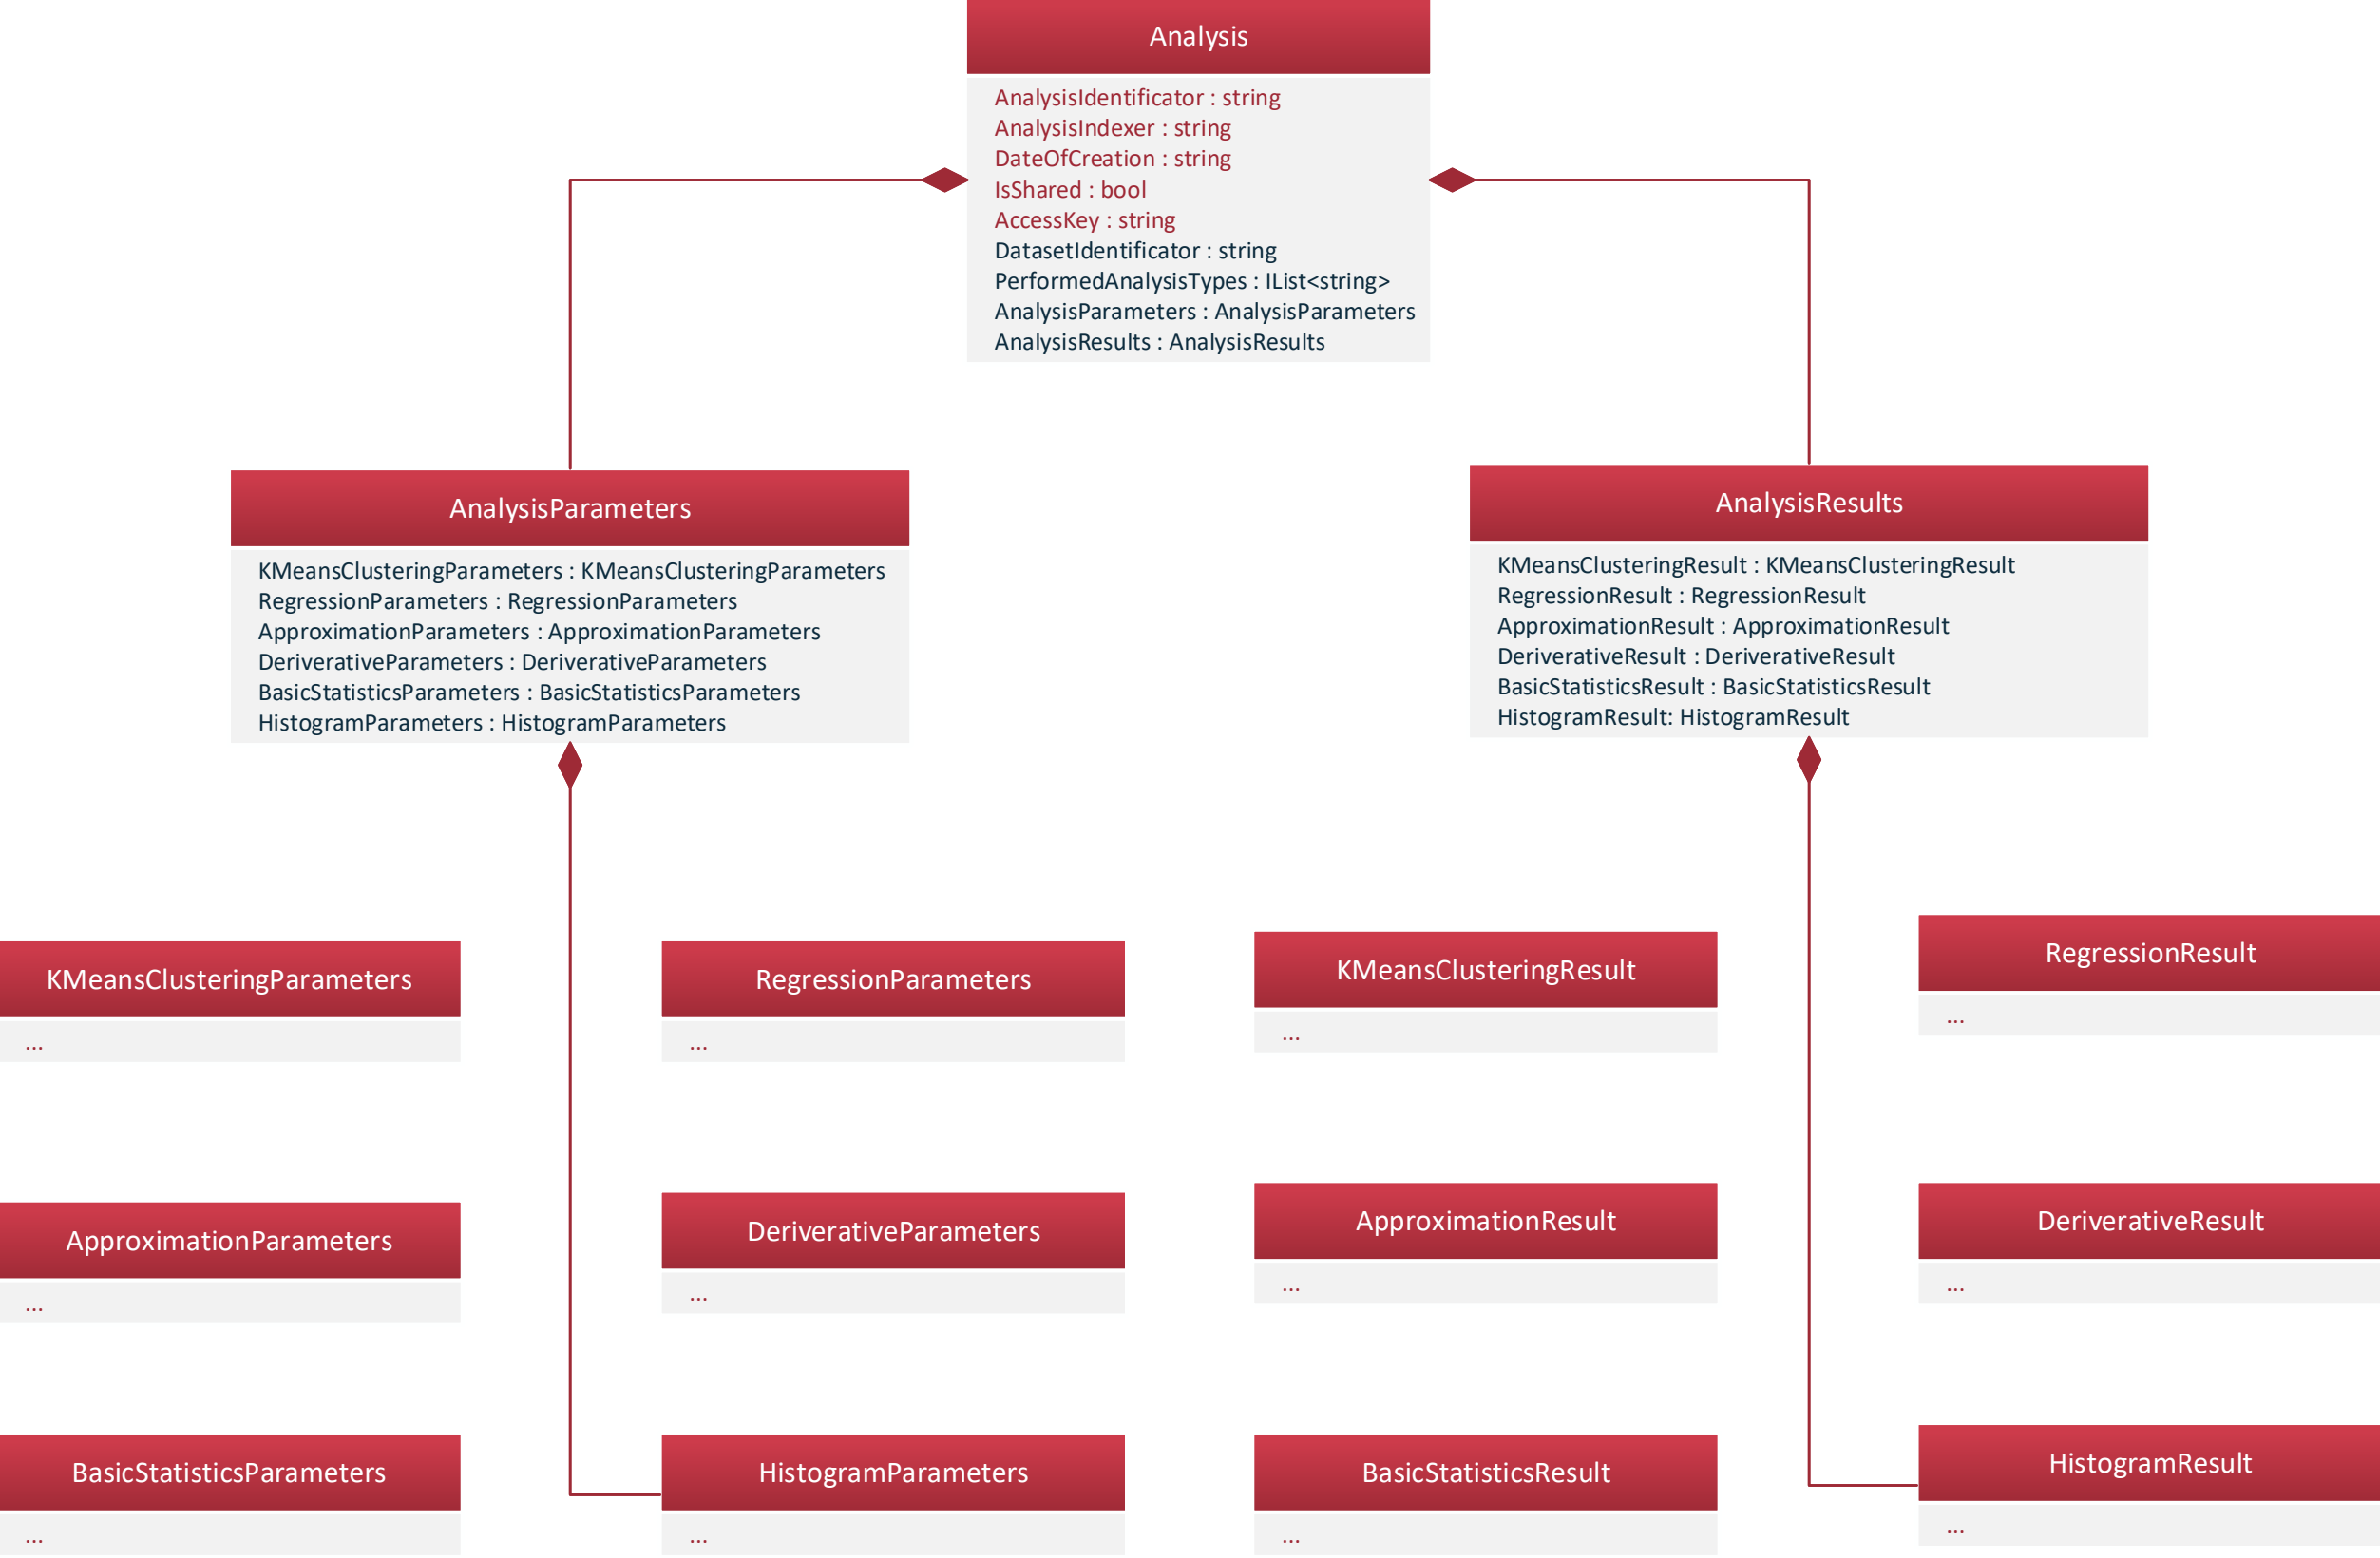 Analysis
AnalysisIdentificator : string
AnalysisIndexer : string
DateOfCreation : string
IsShared : bool
AccessKey : string
DatasetIdentificator : string
PerformedAnalysisTypes : IList<string>
AnalysisParameters : AnalysisParameters
AnalysisResults : AnalysisResults
AnalysisParameters
KMeansClusteringParameters : KMeansClusteringParameters
RegressionParameters : RegressionParameters
ApproximationParameters : ApproximationParameters
DeriverativeParameters : DeriverativeParameters
BasicStatisticsParameters : BasicStatisticsParameters
HistogramParameters : HistogramParameters
AnalysisResults
KMeansClusteringResult : KMeansClusteringResult
RegressionResult : RegressionResult
ApproximationResult : ApproximationResult
DeriverativeResult : DeriverativeResult
BasicStatisticsResult : BasicStatisticsResult
HistogramResult: HistogramResult
KMeansClusteringParameters
...
RegressionParameters
...
KMeansClusteringResult
...
RegressionResult
...
ApproximationParameters
...
DeriverativeParameters
...
ApproximationResult
...
DeriverativeResult
...
BasicStatisticsParameters
...
HistogramParameters
...
BasicStatisticsResult
...
HistogramResult
...